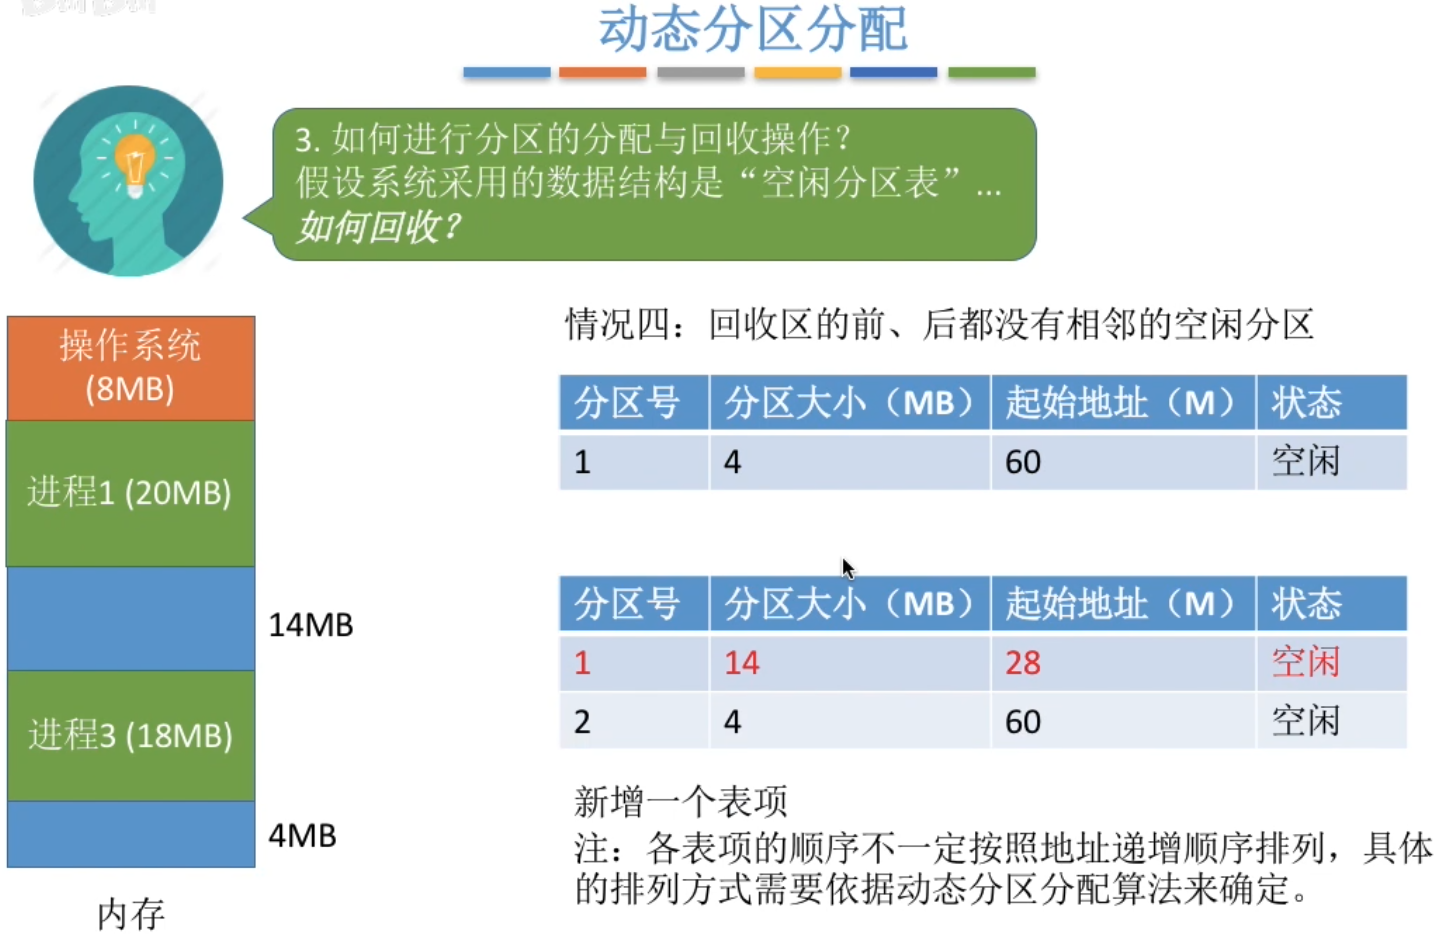 动态分区分配
3. 如何进行分区的分配与回收操作？
假设系统采用的数据结构是“空闲分区表”...
如何回收？
操作系统
(8MB)
进程1 (20MB)
14MB
进程3 (18MB)
4MB
内存
情况四：回收区的前、后都没有相邻的空闲分区
分区号 分区大小（MB） 起始地址（M） 状态
1 4 60 空闲
分区号 分区大小（MB） 起始地址（M） 状态
1 14 28 空闲
2 4 60 空闲
新增一个表项
注：各表项的顺序不一定按照地址递增顺序排列，具体
的排列方式需要依据动态分区分配算法来确定。